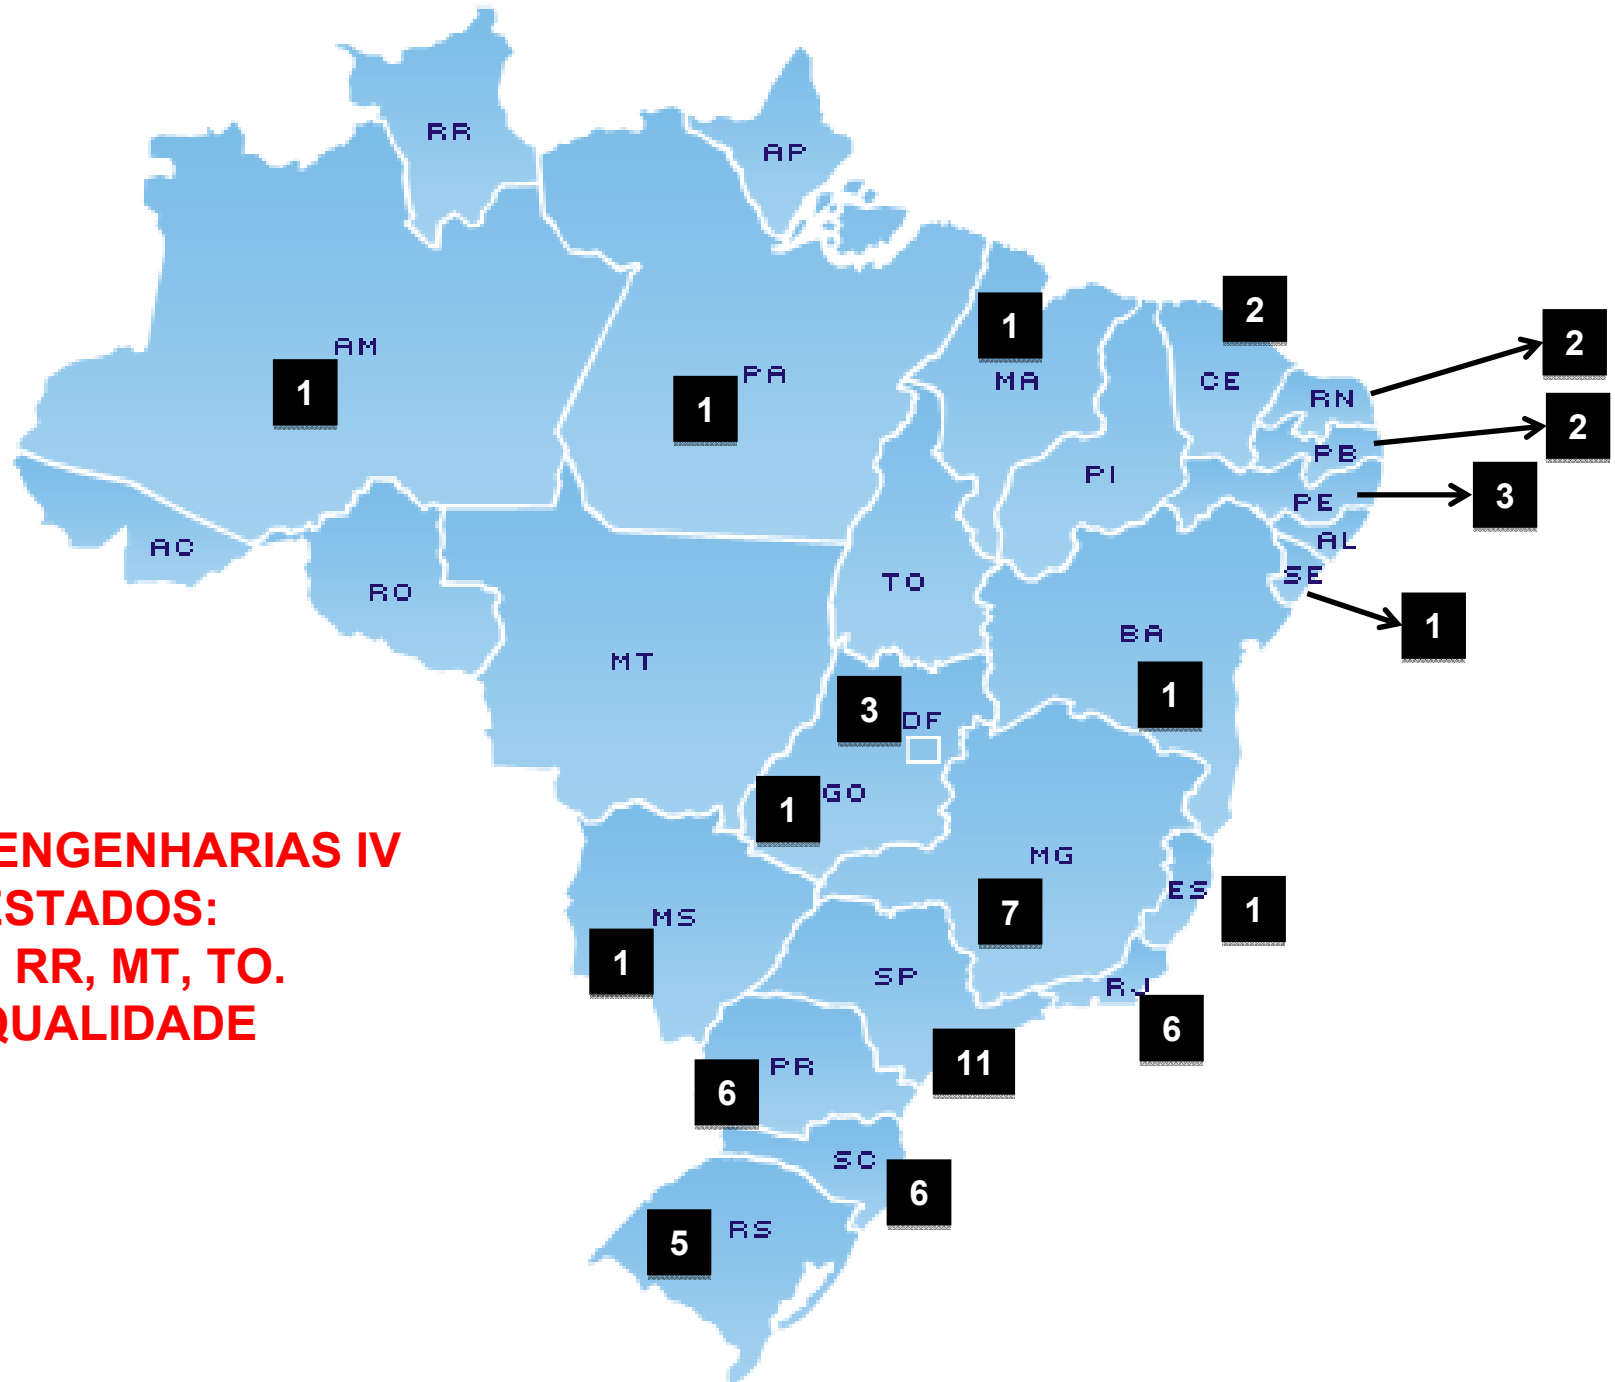 RR
AP
2
1
2
AM
PA
MA
CE
RN
1
1
2
PB
PI
3
PE
AL
AC
SE
TO
RO
1
BA
MT
1
3
DF
GO
1
ENGENHARIAS IV
MG
ES
ESTADOS:
7
1
MS
RR, MT, TO.
1
SP
RJ
QUALIDADE
6
11
PR
6
SC
6
RS
5